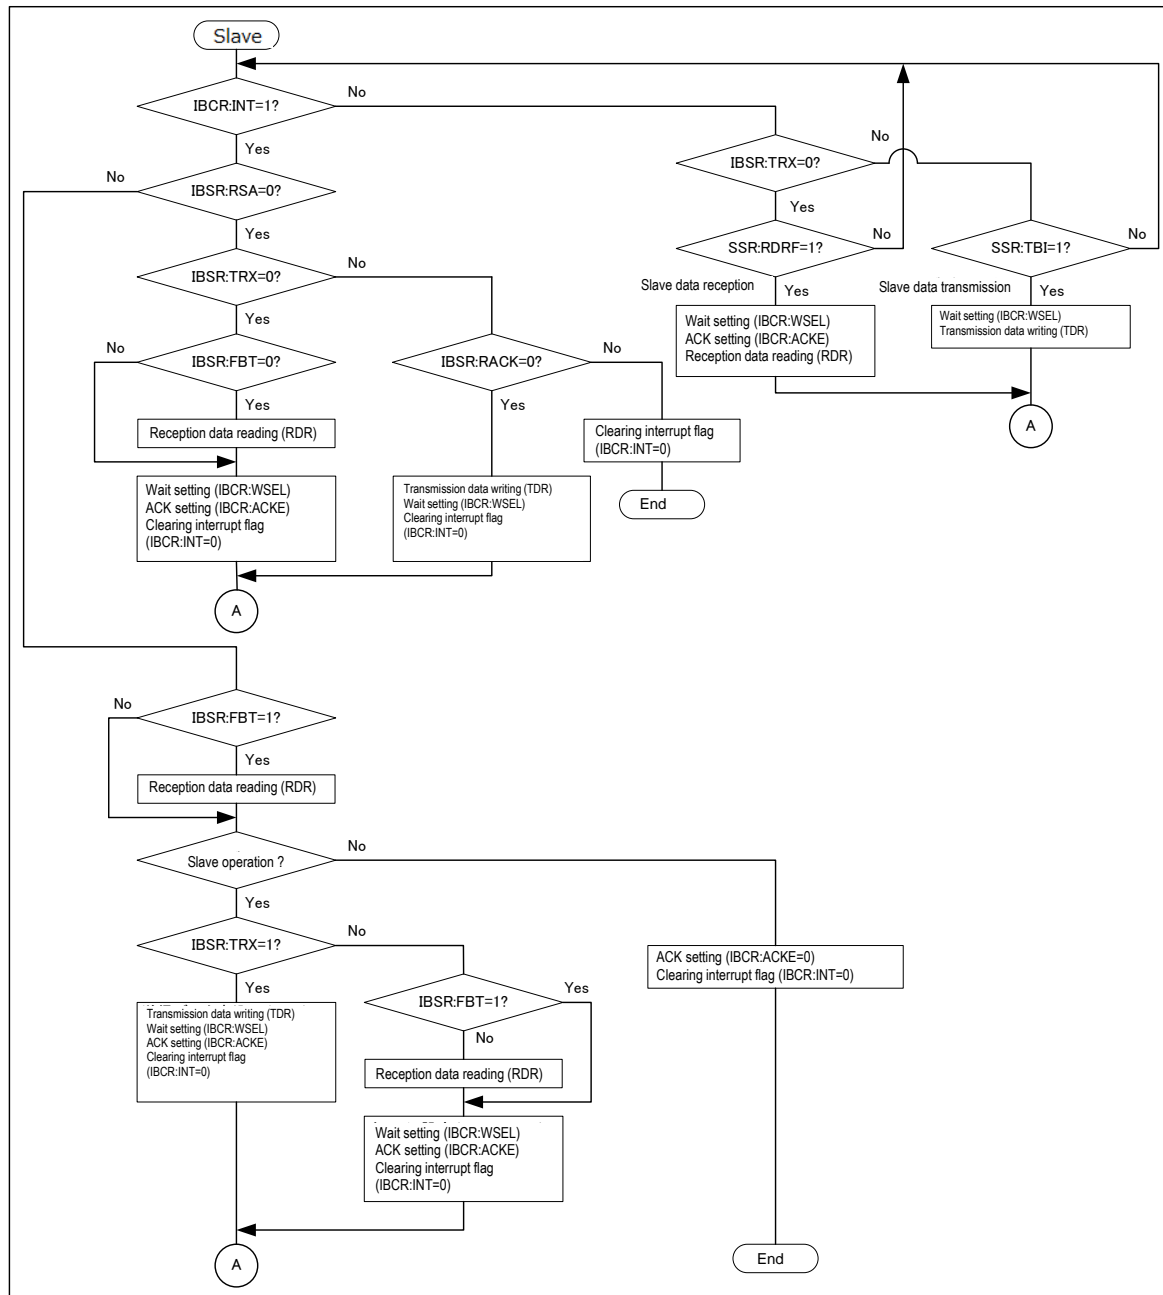 Slave
IBCR:INT=1?
No
Yes
No
IBSR:TRX=0?
No
IBSR:RSA=0?
Yes
Yes
SSR:RDRF=1?
No
SSR:TBI=1?
No
IBSR:TRX=0?
No
Slave data reception
Yes
Slave data transmission
Yes
Yes
Wait setting (IBCR:WSEL)
ACK setting (IBCR:ACKE)
Reception data reading (RDR)
Wait setting (IBCR:WSEL)
Transmission data writing (TDR)
No
IBSR:FBT=0?
IBSR:RACK=0?
No
Yes
Yes
A
Reception data reading (RDR)
Clearing interrupt flag
(IBCR:INT=0)
Wait setting (IBCR:WSEL)
ACK setting (IBCR:ACKE)
Clearing interrupt flag
(IBCR:INT=0)
Transmission data writing (TDR)
Wait setting (IBCR:WSEL)
Clearing interrupt flag
(IBCR:INT=0)
End
A
No
IBSR:FBT=1?
Yes
Reception data reading (RDR)
Slave operation ?
No
Yes
IBSR:TRX=1?
No
ACK setting (IBCR:ACKE=0)
Clearing interrupt flag (IBCR:INT=0)
Yes
IBSR:FBT=1?
Yes
Transmission data writing (TDR)
Wait setting (IBCR:WSEL)
ACK setting (IBCR:ACKE)
Clearing interrupt flag
(IBCR:INT=0)
No
Reception data reading (RDR)
Wait setting (IBCR:WSEL)
ACK setting (IBCR:ACKE)
Clearing interrupt flag
(IBCR:INT=0)
A
End